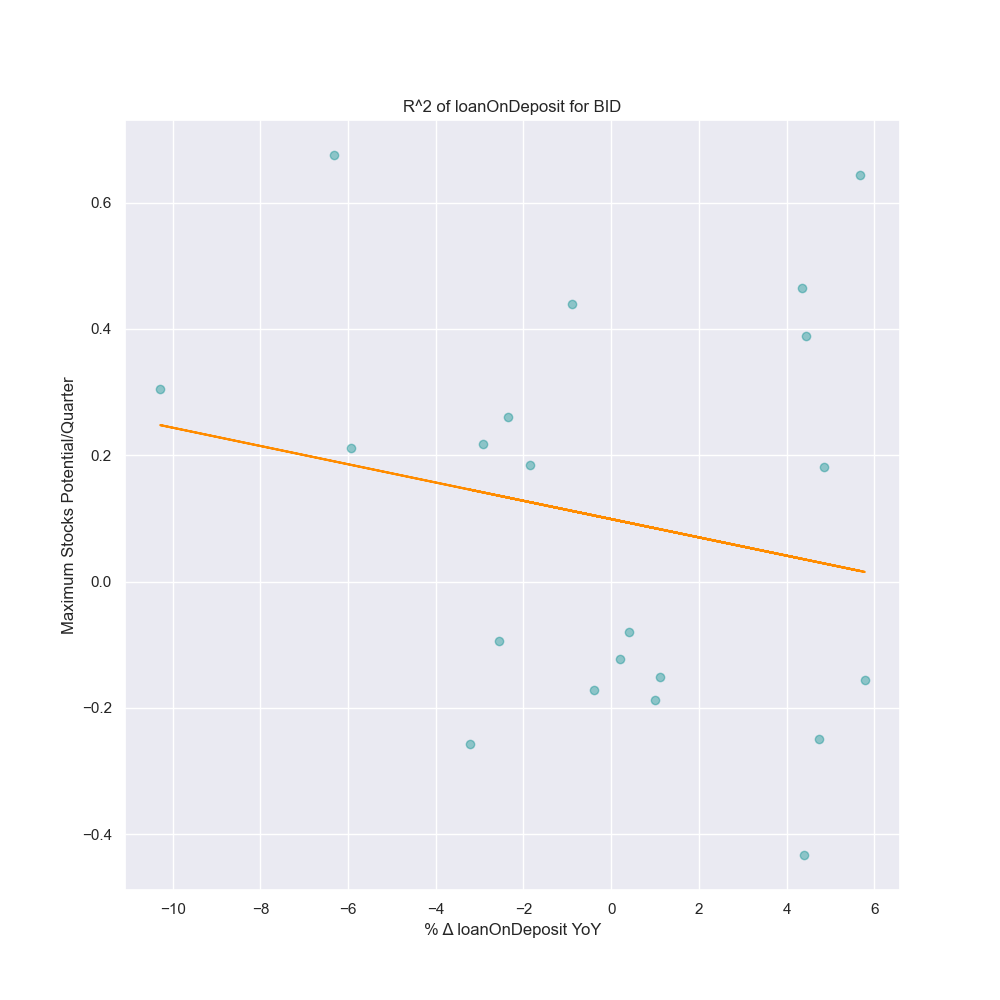 R^2 of loanOnDeposit for BID
Maximum Stocks Potential/Quarter
0.6
0.4
0.2
0.0
−0.2
−0.4
−10 −8 −6 −4 −2 0 2 4 6
% Δ loanOnDeposit YoY